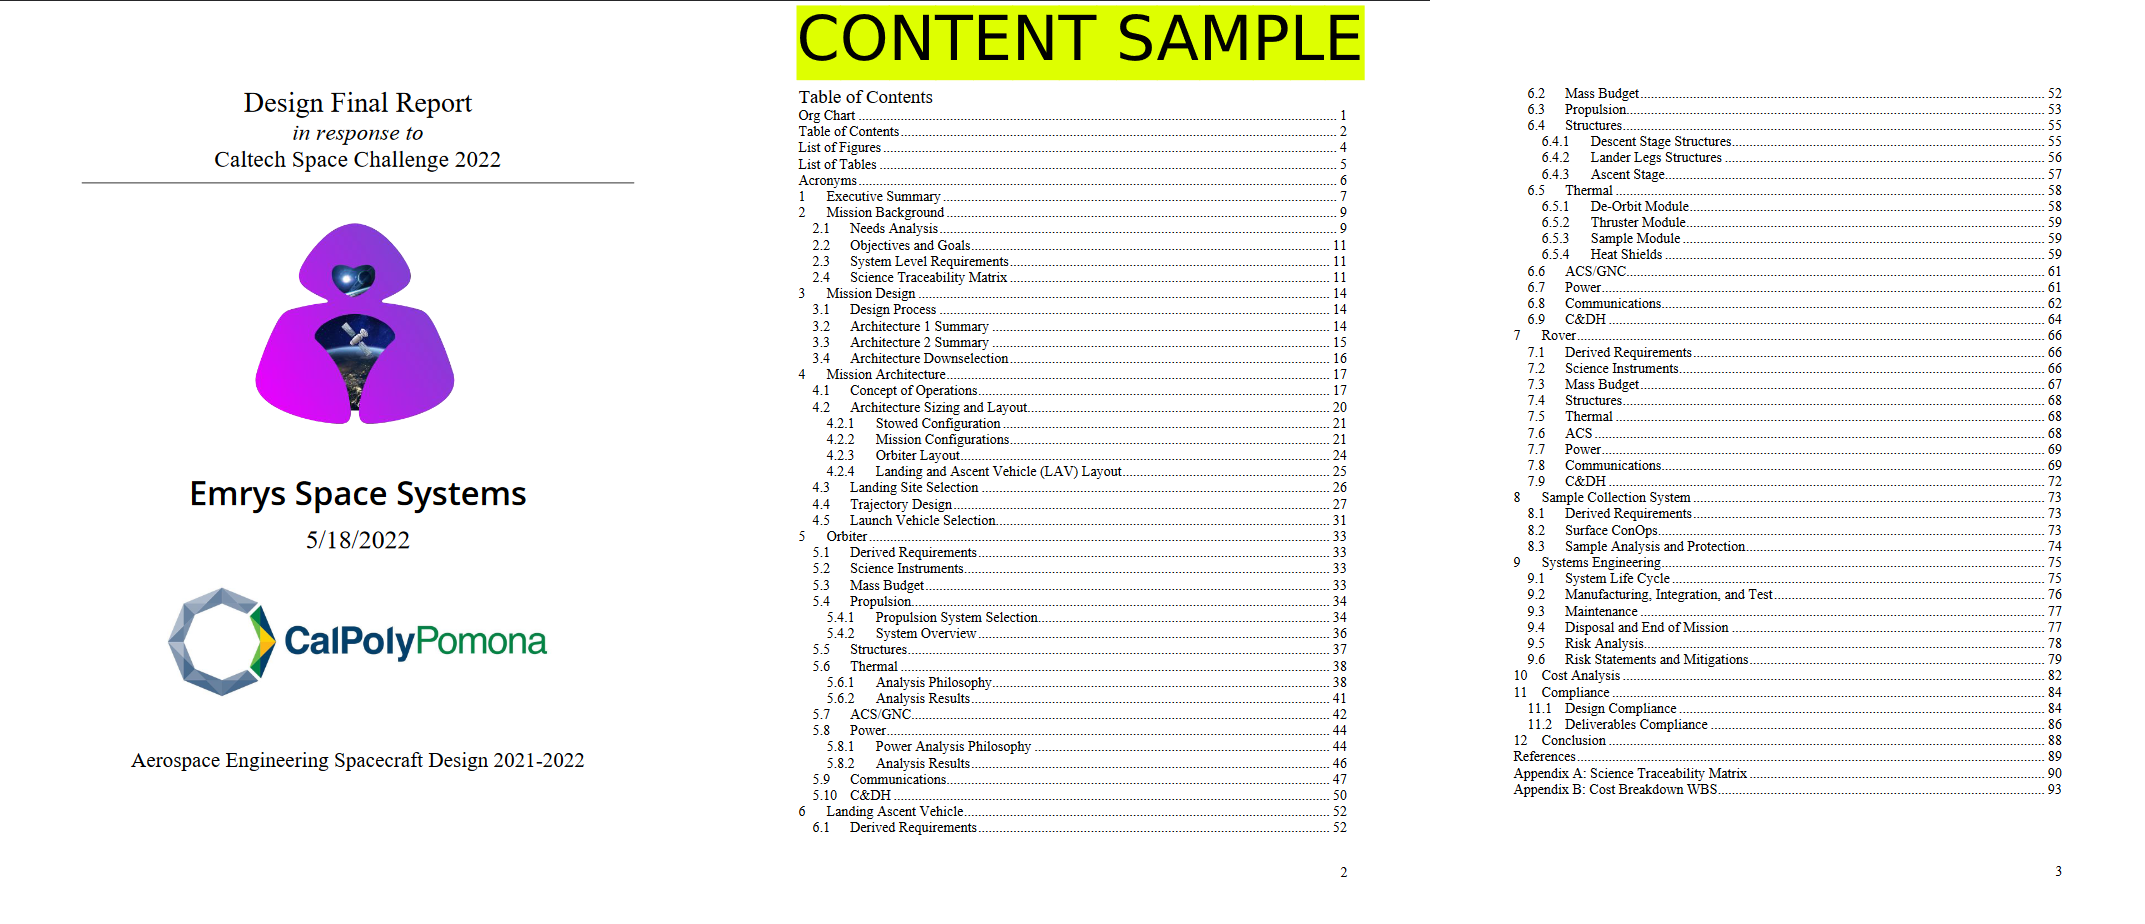 Design Final Report
in response to
Caltech Space Challenge 2022
Emrys Space Systems
5/18/2022
CalPolyPomona
Aerospace Engineering Spacecraft Design 2021-2022
CONTENT SAMPLE
Table of Contents
Org Chart 1
Table of Contents 2
List of Figures 4
List of Tables 5
Acronyms 6
1 Executive Summary 7
2 Mission Background 9
2.1 Needs Analysis 9
2.2 Objectives and Goals 11
2.3 System Level Requirements 11
2.4 Science Traceability Matrix 11
3 Mission Design 14
3.1 Design Process 14
3.2 Architecture 1 Summary 14
3.3 Architecture 2 Summary 15
3.4 Architecture Downselection 16
4 Mission Architecture 17
4.1 Concept of Operations 17
4.2 Architecture Sizing and Layout 20
4.2.1 Stowed Configuration 21
4.2.2 Mission Configurations 21
4.2.3 Orbiter Layout 24
4.2.4 Landing and Ascent Vehicle (LAV) Layout 25
4.3 Landing Site Selection 26
4.4 Trajectory Design 27
4.5 Launch Vehicle Selection 31
5 Orbiter 33
5.1 Derived Requirements 33
5.2 Science Instruments 33
5.3 Mass Budget 33
5.4 Propulsion 34
5.4.1 Propulsion System Selection 34
5.4.2 System Overview 36
5.5 Structures 37
5.6 Thermal 38
5.6.1 Analysis Philosophy 38
5.6.2 Analysis Results 41
5.7 ACS/GNC 42
5.8 Power 44
5.8.1 Power Analysis Philosophy 44
5.8.2 Analysis Results 46
5.9 Communications 47
5.10 C&DH 50
6 Landing Ascent Vehicle 52
6.1 Derived Requirements 52
2
6.2 Mass Budget 52
6.3 Propulsion 53
6.4 Structures 55
6.4.1 Descent Stage Structures 55
6.4.2 Lander Legs Structures 56
6.4.3 Ascent Stage 57
6.5 Thermal 58
6.5.1 De-Orbit Module 58
6.5.2 Thruster Module 59
6.5.3 Sample Module 59
6.5.4 Heat Shields 59
6.6 ACS/GNC 61
6.7 Power 61
6.8 Communications 62
6.9 C&DH 64
7 Rover 66
7.1 Derived Requirements 66
7.2 Science Instruments 66
7.3 Mass Budget 67
7.4 Structures 68
7.5 Thermal 68
7.6 ACS 68
7.7 Power 69
7.8 Communications 69
7.9 C&DH 72
8 Sample Collection System 73
8.1 Derived Requirements 73
8.2 Surface ConOps 73
8.3 Sample Analysis and Protection 74
9 Systems Engineering 75
9.1 System Life Cycle 75
9.2 Manufacturing, Integration, and Test 76
9.3 Maintenance 77
9.4 Disposal and End of Mission 77
9.5 Risk Analysis 78
9.6 Risk Statements and Mitigations 79
10 Cost Analysis 82
11 Compliance 84
11.1 Design Compliance 84
11.2 Deliverables Compliance 86
12 Conclusion 88
References 89
Appendix A: Science Traceability Matrix 90
Appendix B: Cost Breakdown WBS 93
3